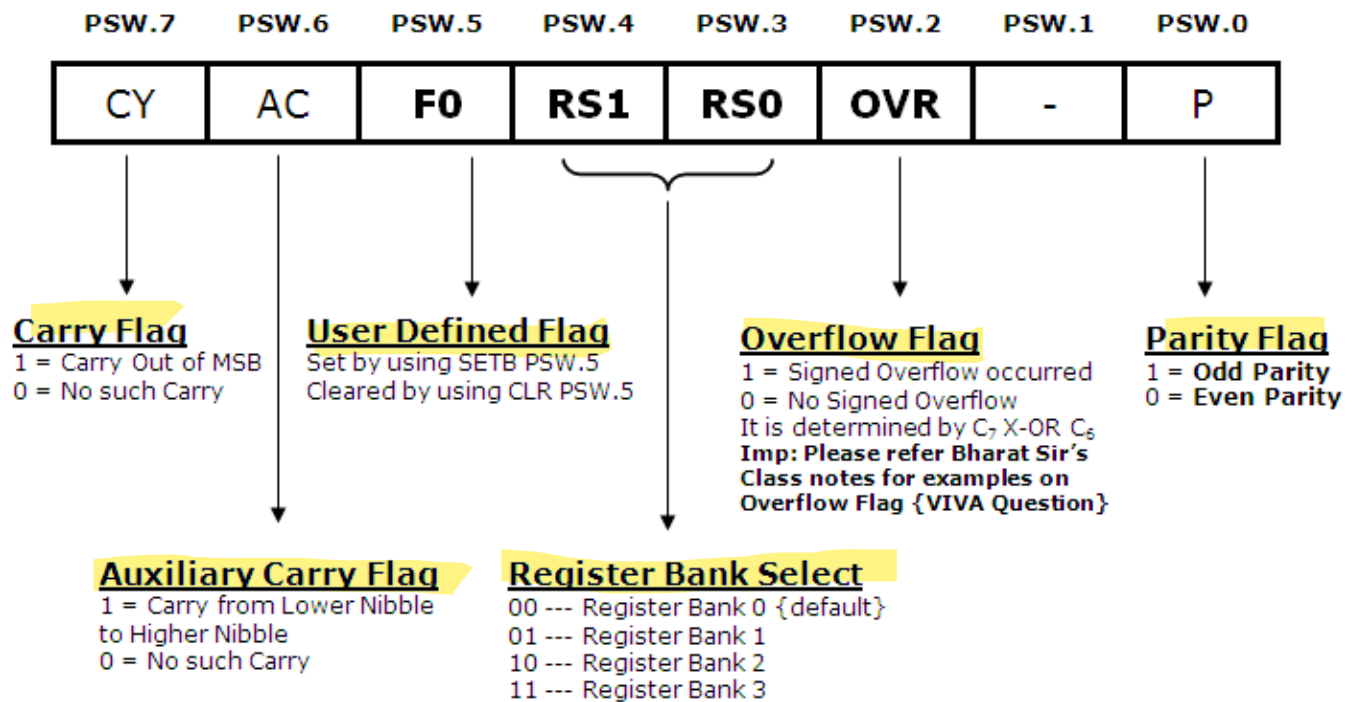 PSW.7 PSW.6 PSW.5 PSW.4 PSW.3 PSW.2 PSW.1 PSW.0
CY AC F0 RS1 RS0 OVR - P
Carry Flag
1 = Carry Out of MSB
0 = No such Carry
User Defined Flag
Set by using SETB PSW.5
Cleared by using CLR PSW.5
Overflow Flag
1 = Signed Overflow occurred
0 = No Signed Overflow
It is determined by C₇ X-OR C₆
Imp: Please refer Bharat Sir's
Class notes for examples on
Overflow Flag {VIVA Question}
Parity Flag
1 = Odd Parity
0 = Even Parity
Auxiliary Carry Flag
1 = Carry from Lower Nibble
to Higher Nibble
0 = No such Carry
Register Bank Select
00 --- Register Bank 0 {default}
01 --- Register Bank 1
10 --- Register Bank 2
11 --- Register Bank 3